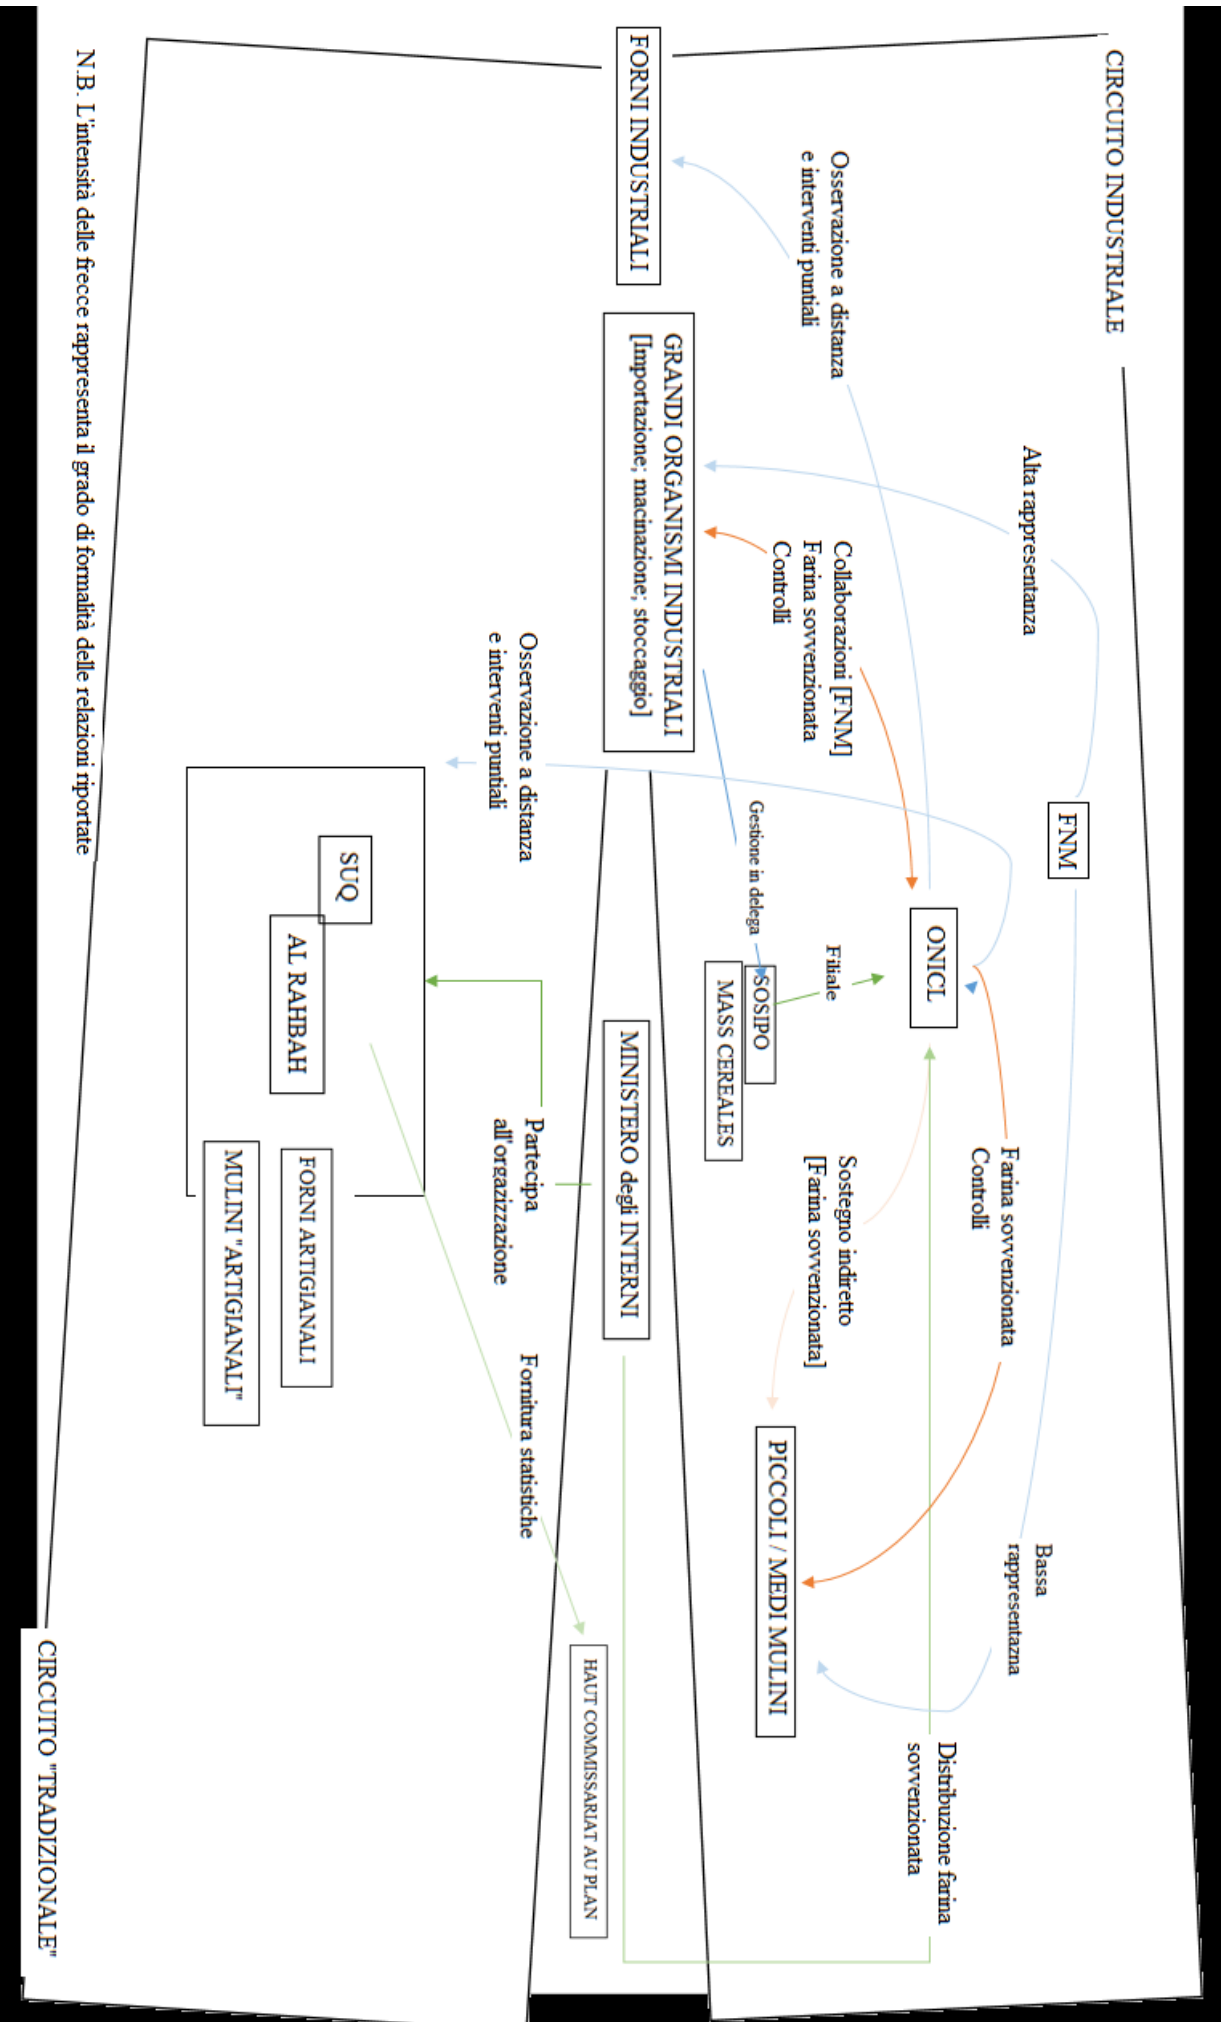 CIRCUITO INDUSTRIALE
Alta rappresentanza
FNM
Bassa
rappresentazna
Farina sovvenzionata
Controlli
Distribuzione farina
sovvenzionata
ONICL
Osservazione a distanza
e interventi puntiali
Collaborazioni [FNM]
Farina sovvenzionata
Controlli
Filiale
Sostegno indiretto
[Farina sovvenzionata]
Gestione in delega
SOSIPO
MASS CEREALES
PICCOLI / MEDI MULINI
FORNI INDUSTRIALI
GRANDI ORGANISMI INDUSTRIALI
[Importazione; macinazione; stoccaggio]
MINISTERO degli INTERNI
HAUT COMMISSARIAT AU PLAN
Osservazione a distanza
e interventi puntiali
Partecipa
all'orgazizzazione
Fornitura statistiche
SUQ
AL RAHBAH
FORNI ARTIGIANALI
MULINI "ARTIGIANALI"
N.B. L'intensità delle frecce rappresenta il grado di formalità delle relazioni riportate
CIRCUITO "TRADIZIONALE"